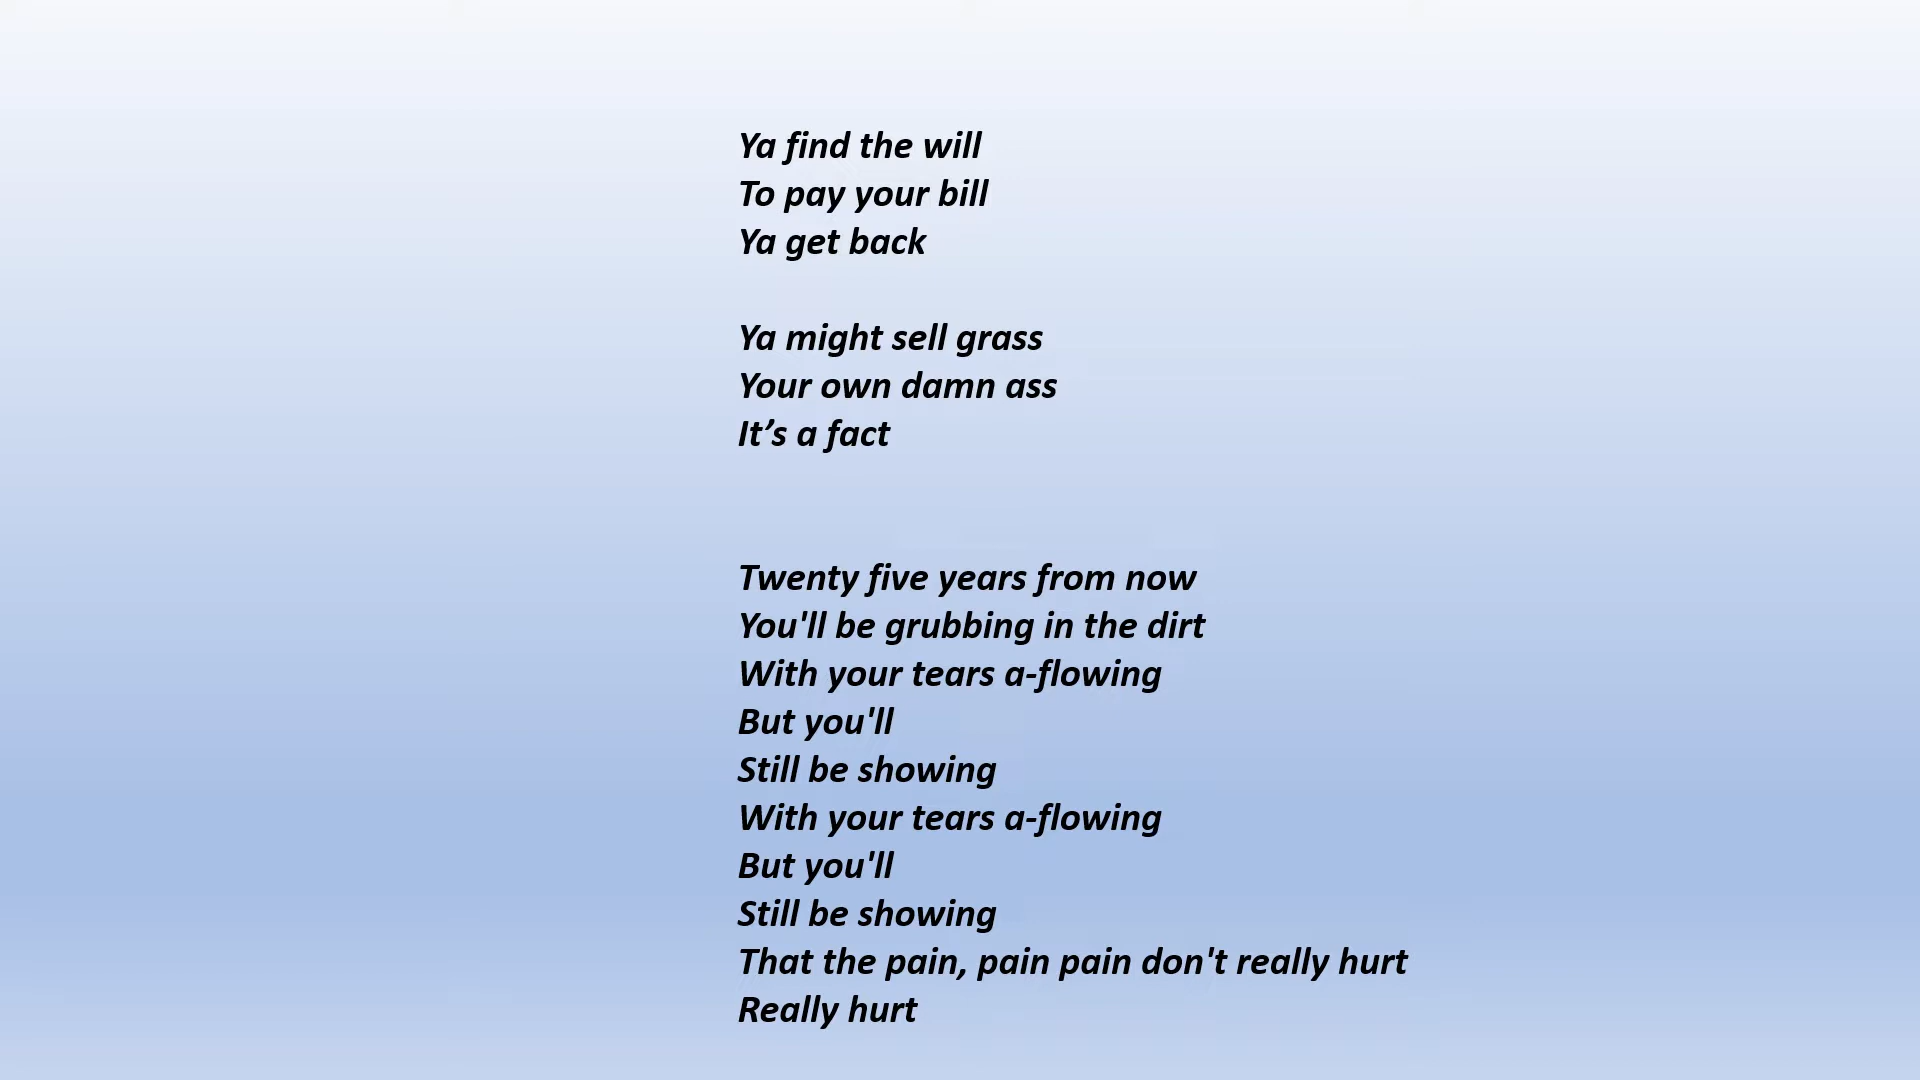 Ya find the will
To pay your bill
Ya get back
Ya might sell grass
Your own damn ass
It’s a fact
Twenty five years from now
You'll be grubbing in the dirt
With your tears a-flowing
But you'll
Still be showing
With your tears a-flowing
But you'll
Still be showing
That the pain, pain pain don't really hurt
Really hurt